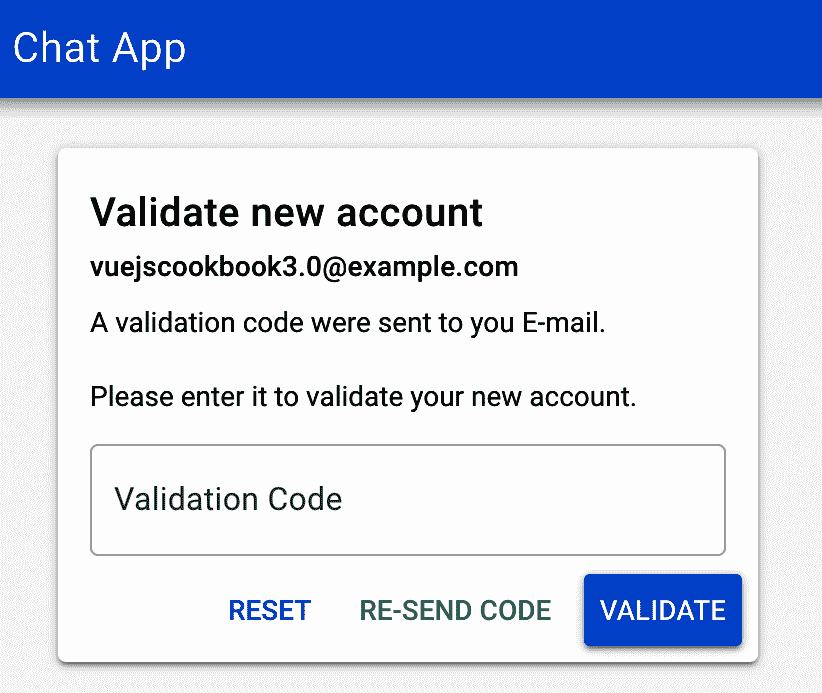 Chat App
Validate new account
vuejscookbook3.0@example.com
A validation code were sent to you E-mail.
Please enter it to validate your new account.
Validation Code
RESET RE-SEND CODE VALIDATE